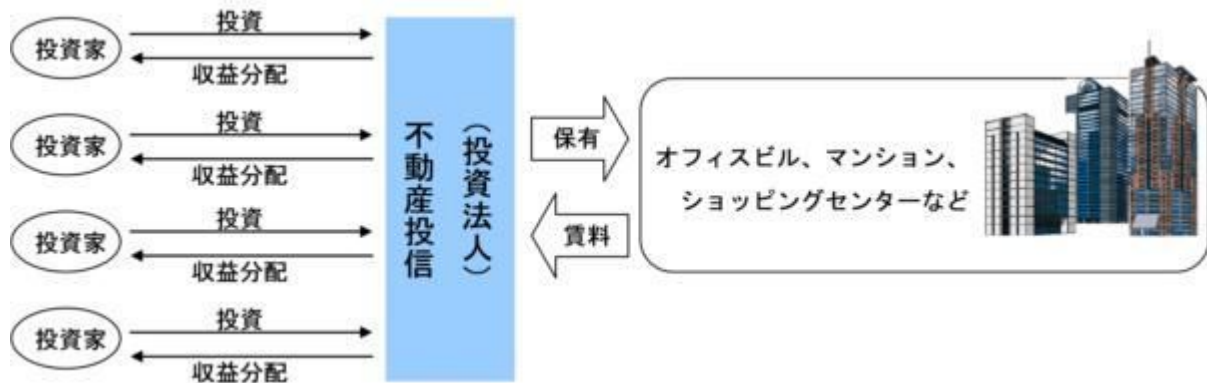 投資家
投資
収益分配
投資家
投資
収益分配
投資家
投資
収益分配
投資家
投資
収益分配
不動産投信
（投資法人）
保有
賃料
オフィスビル、マンション、
ショッピングセンターなど